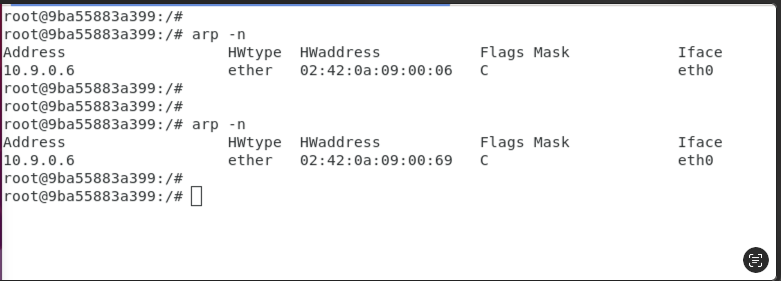 root@9ba55883a399:/#
root@9ba55883a399:/# arp -n
Address                  HWtype  HWaddress           Flags Mask            Iface
10.9.0.6                 ether   02:42:0a:09:00:06   C                     eth0
root@9ba55883a399:/#
root@9ba55883a399:/#
root@9ba55883a399:/# arp -n
Address                  HWtype  HWaddress           Flags Mask            Iface
10.9.0.6                 ether   02:42:0a:09:00:69   C                     eth0
root@9ba55883a399:/#
root@9ba55883a399:/#